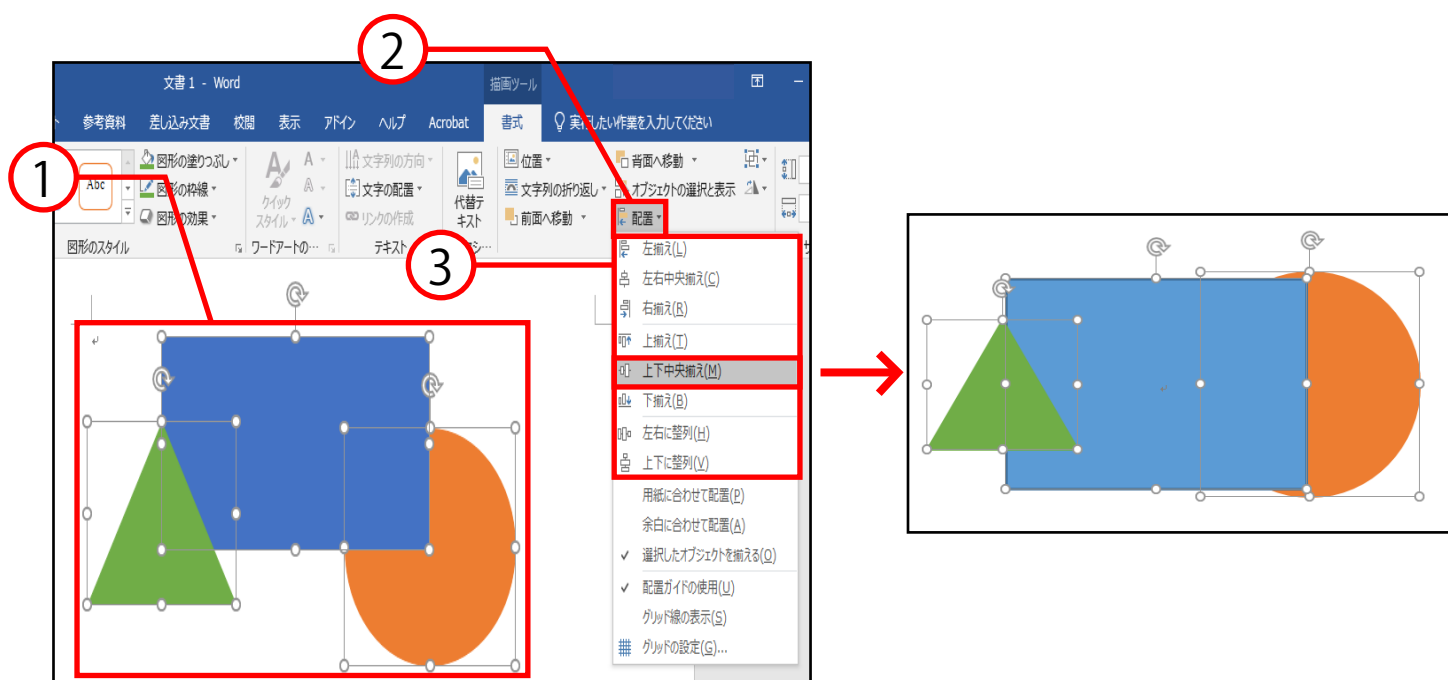 ②
文書 1 - Word
描画ツール
参考資料 差し込み文書 校閲 表示 アドイン ヘルプ Acrobat 書式 実行したい作業を入力してください
①
Abc
図形の塗りつぶし
図形の枠線
図形の効果
図形のスタイル
クイック
スタイル
ワードアートの…
文字列の方向
文字の配置
リンクの作成
テキスト
代替テ
キスト
位置
文字列の折り返し
前面へ移動
背面へ移動
オブジェクトの選択と表示
配置
③
左揃え(L)
左右中央揃え(C)
右揃え(R)
上揃え(T)
上下中央揃え(M)
下揃え(B)
左右に整列(H)
上下に整列(V)
用紙に合わせて配置(P)
余白に合わせて配置(A)
選択したオブジェクトを揃える(O)
配置ガイドの使用(U)
グリッド線の表示(S)
グリッドの設定(G)...